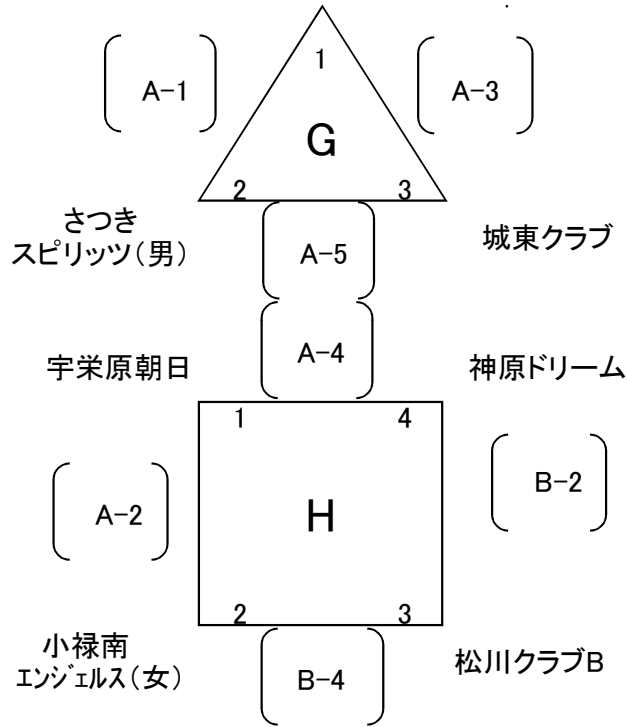 1
A-1
A-3
G
2
3
さつき
スピリッツ(男)
城東クラブ
A-5
A-4
宇栄原朝日
神原ドリーム
1
4
B-2
A-2
H
2
3
小禄南
エンジェルス(女)
松川クラブB
B-4